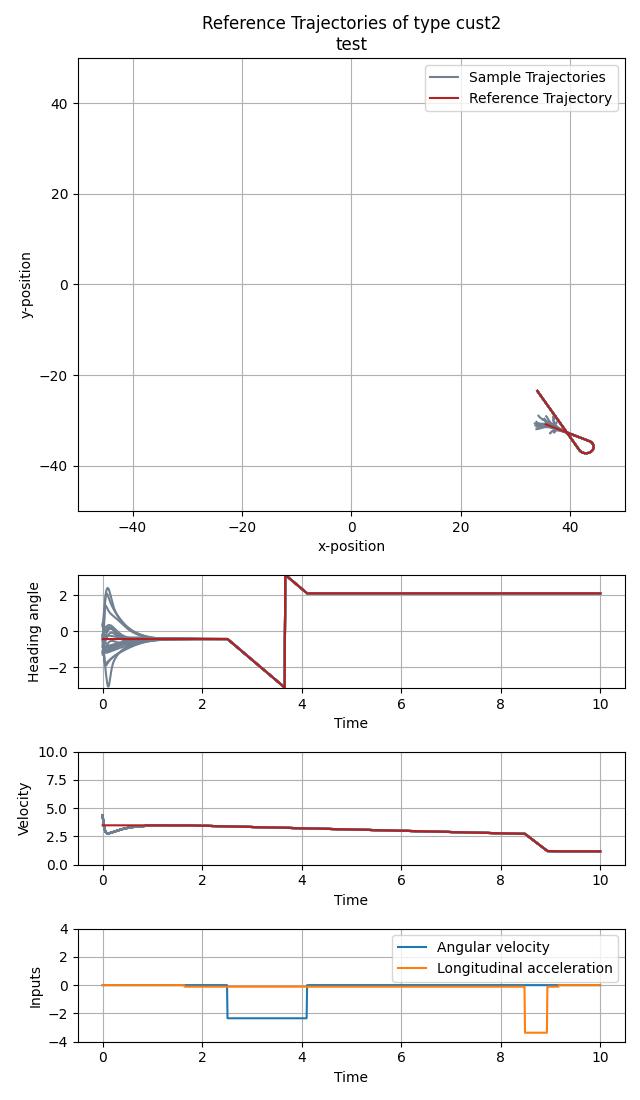 Reference Trajectories of type cust2
test
Sample Trajectories
Reference Trajectory
40
20
0
−20
−40
y-position
−40 −20 0 20 40
x-position
2
0
−2
Heading angle
0 2 4 6 8 10
Time
10.0
7.5
5.0
2.5
0.0
Velocity
0 2 4 6 8 10
Time
4
2
0
−2
−4
Inputs
Angular velocity
Longitudinal acceleration
0 2 4 6 8 10
Time